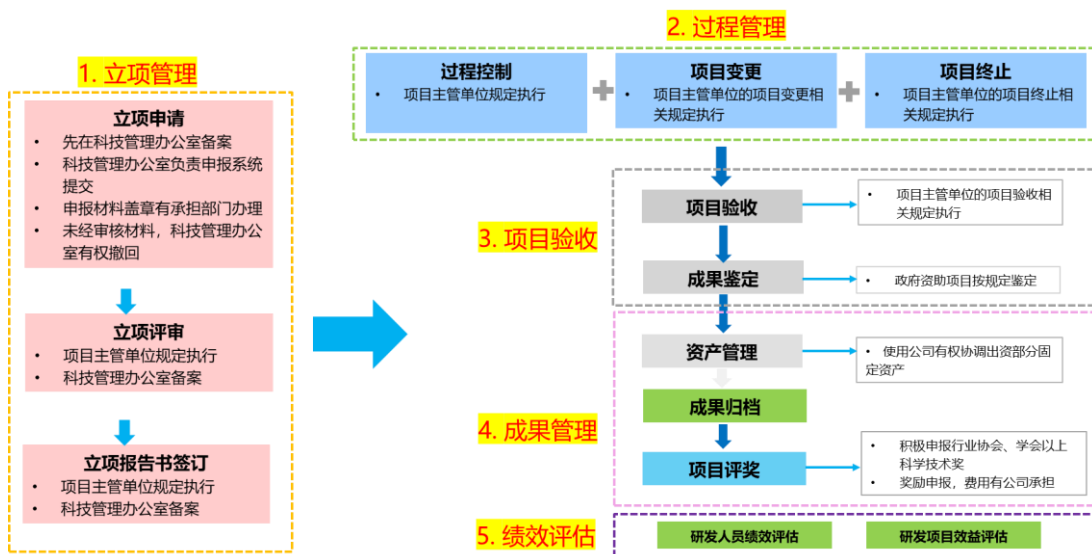 1. 立项管理
立项申请
• 先在科技管理办公室备案
• 科技管理办公室负责申报系统
提交
• 申报材料盖章有承担部门办理
• 未经审核材料，科技管理办公
室有权撤回
立项评审
• 项目主管单位规定执行
• 科技管理办公室备案
立项报告书签订
• 项目主管单位规定执行
• 科技管理办公室备案
2. 过程管理
过程控制
• 项目主管单位规定执行
项目变更
• 项目主管单位的项目变更相
关规定执行
项目终止
• 项目主管单位的项目终止相
关规定执行
3. 项目验收
项目验收
• 项目主管单位的项目验收相
关规定执行
成果鉴定
• 政府资助项目按规定鉴定
4. 成果管理
资产管理
• 使用公司有权协调出资部分固
定资产
成果归档
项目评奖
• 积极申报行业协会、学会以上
科学技术奖
• 奖励申报，费用有公司承担
5. 绩效评估
研发人员绩效评估
研发项目效益评估